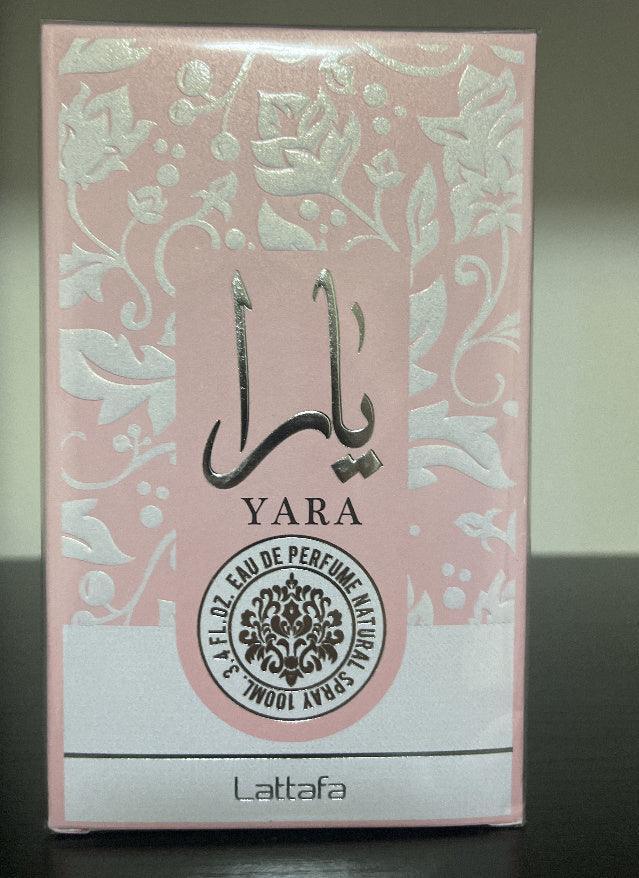 يارا
YARA
EAU DE PERFUME NATURAL SPRAY 100ML. 3.4 FL.OZ.
Lattafa